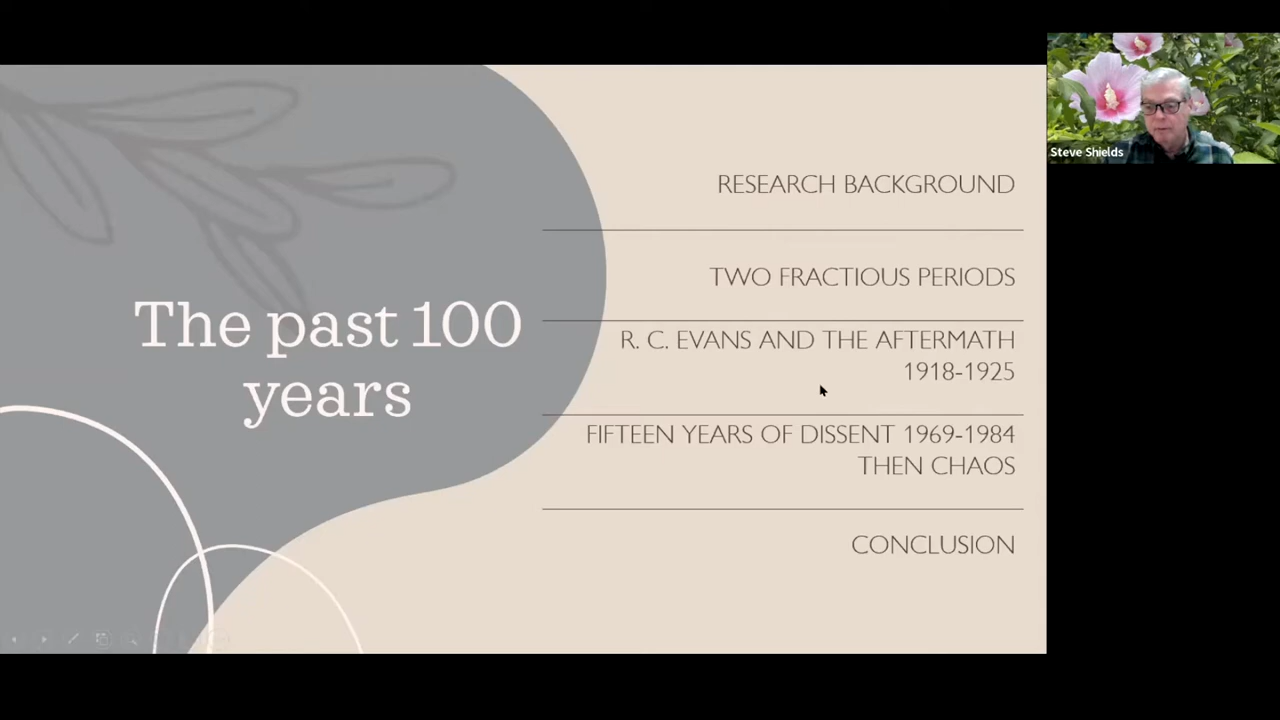 The past 100
years
RESEARCH BACKGROUND
TWO FRACTIOUS PERIODS
R. C. EVANS AND THE AFTERMATH
1918-1925
FIFTEEN YEARS OF DISSENT 1969-1984
THEN CHAOS
CONCLUSION
Steve Shields